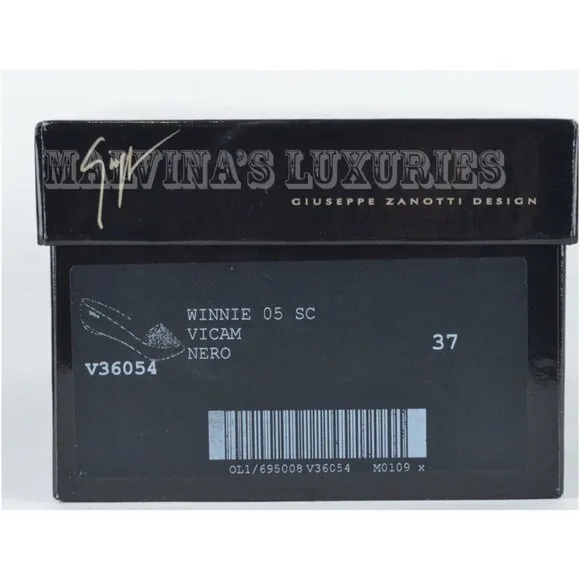 MALVINA'S LUXURIES
GIUSEPPE ZANOTTI DESIGN
WINNIE 05 SC
VICAM
NERO
37
V36054
OL1/695008 V36054 M0109 x